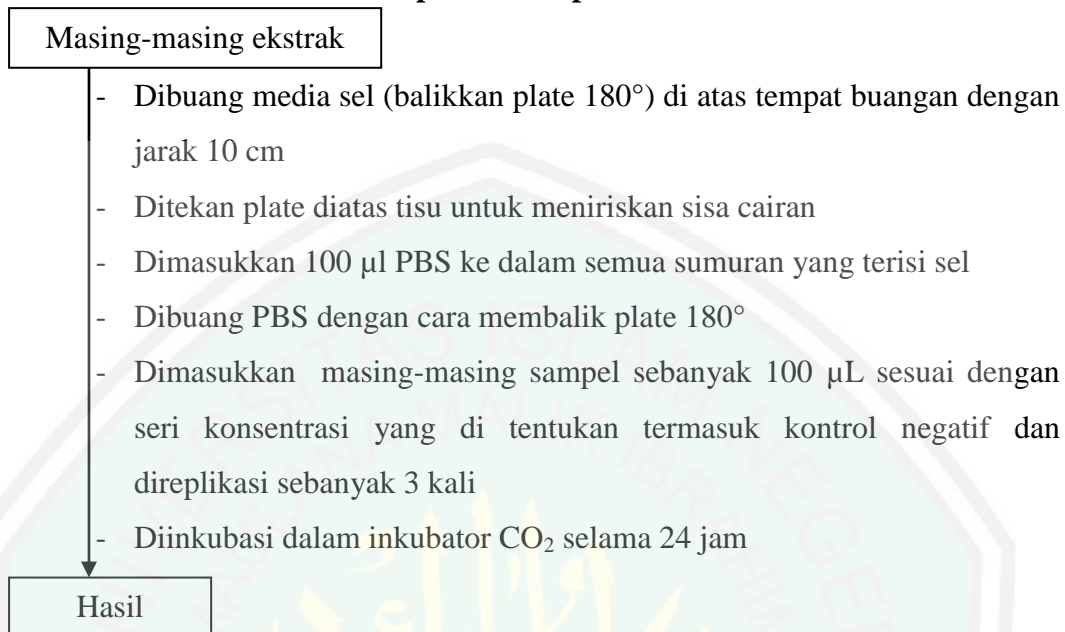 Masing-masing ekstrak
- Dibuang media sel (balikkan plate 180°) di atas tempat buangan dengan
jarak 10 cm
- Ditekan plate diatas tisu untuk meniriskan sisa cairan
- Dimasukkan 100 µl PBS ke dalam semua sumuran yang terisi sel
- Dibuang PBS dengan cara membalik plate 180°
- Dimasukkan masing-masing sampel sebanyak 100 µL sesuai dengan
seri konsentrasi yang di tentukan termasuk kontrol negatif dan
direplikasi sebanyak 3 kali
- Diinkubasi dalam inkubator CO₂ selama 24 jam
Hasil